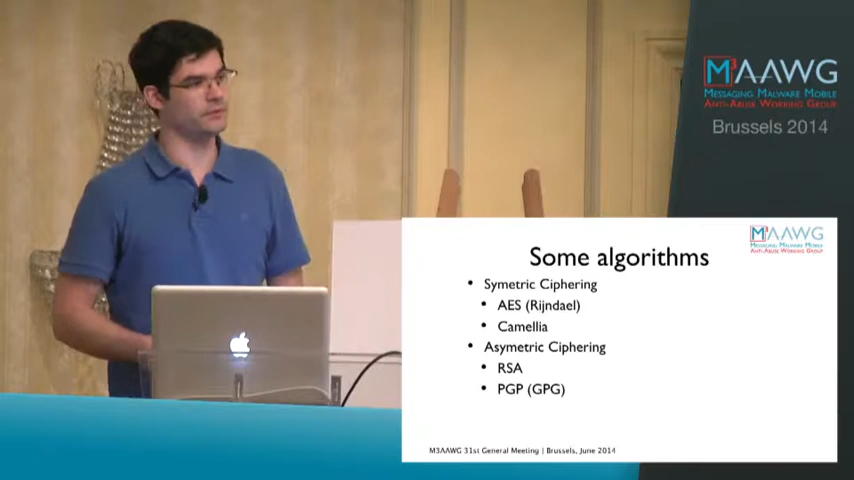 M3AAWG
MESSAGING MALWARE MOBILE
ANTI-ABUSE WORKING GROUP
Brussels 2014
M3AAWG
MESSAGING MALWARE MOBILE
ANTI-ABUSE WORKING GROUP
Some algorithms
• Symetric Ciphering
• AES (Rijndael)
• Camellia
• Asymetric Ciphering
• RSA
• PGP (GPG)
M3AAWG 31st General Meeting | Brussels, June 2014